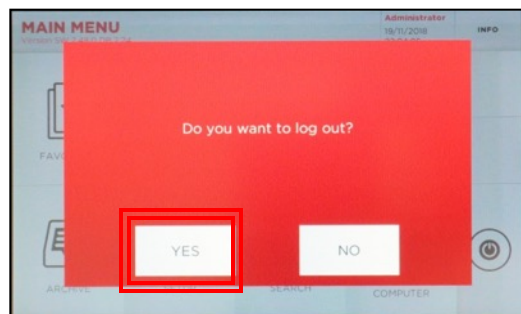 MAIN MENU
Administrator
19/11/2018
INFO
Do you want to log out?
YES
NO
ARCHIVE
SEARCH
COMPUTER